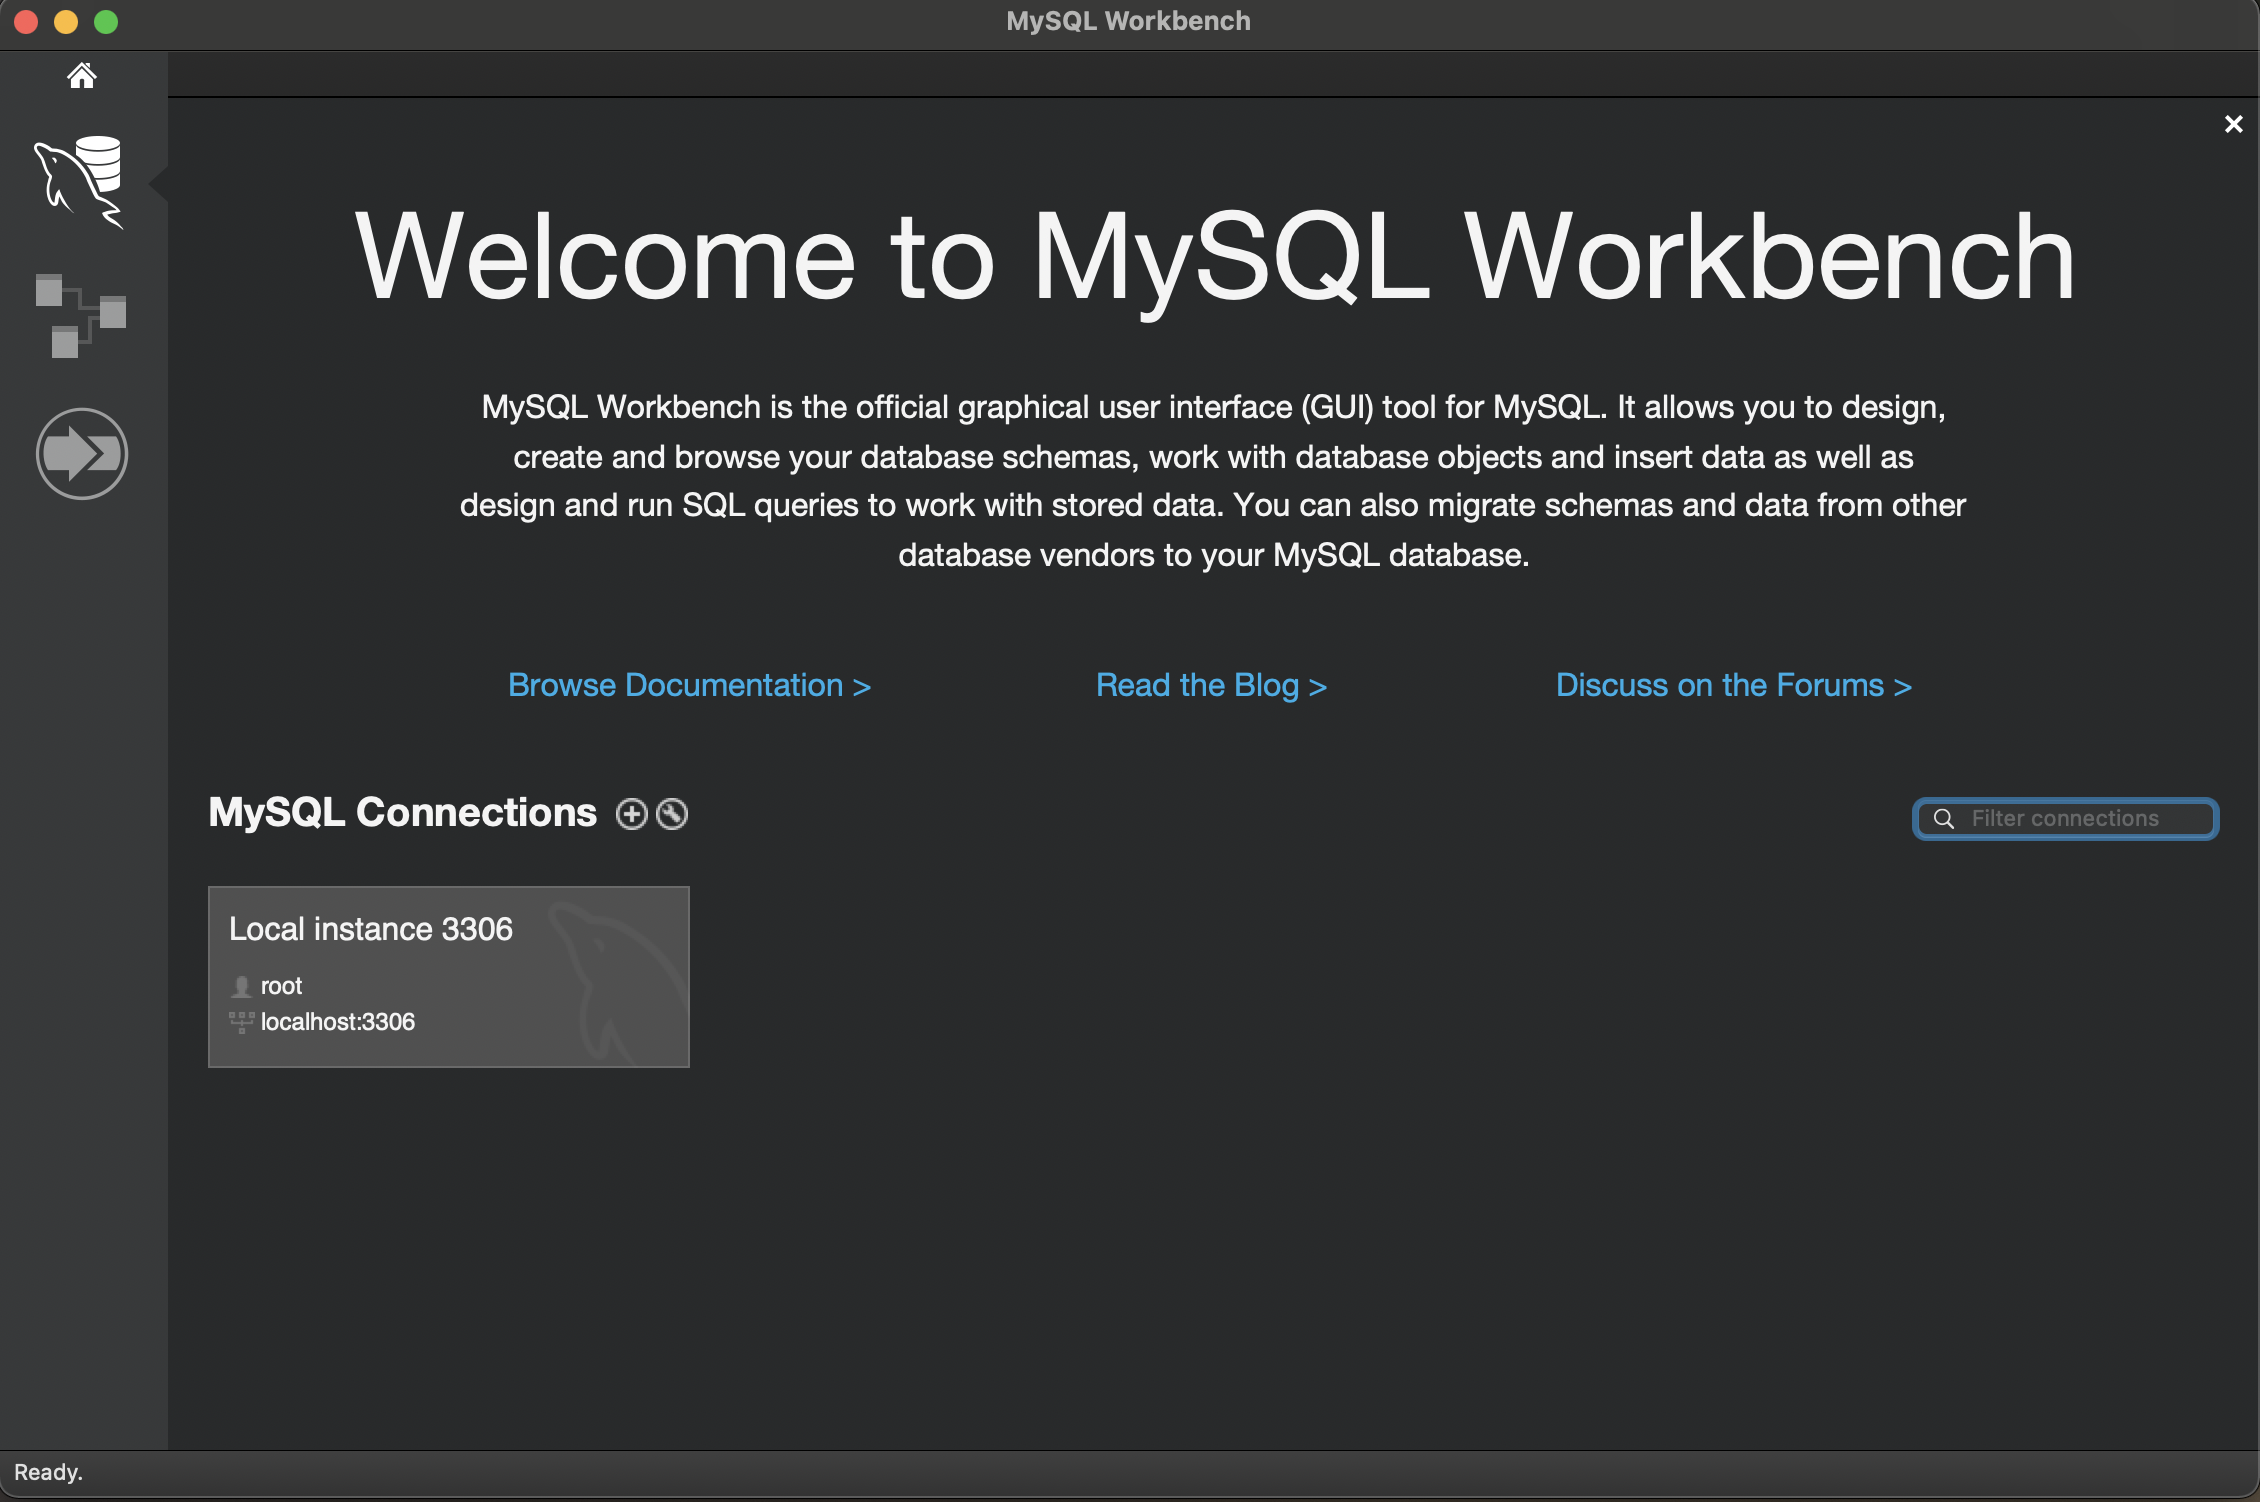 MySQL Workbench
Welcome to MySQL Workbench
MySQL Workbench is the official graphical user interface (GUI) tool for MySQL. It allows you to design,
create and browse your database schemas, work with database objects and insert data as well as
design and run SQL queries to work with stored data. You can also migrate schemas and data from other
database vendors to your MySQL database.
Browse Documentation >
Read the Blog >
Discuss on the Forums >
MySQL Connections
Filter connections
Local instance 3306
root
localhost:3306
Ready.